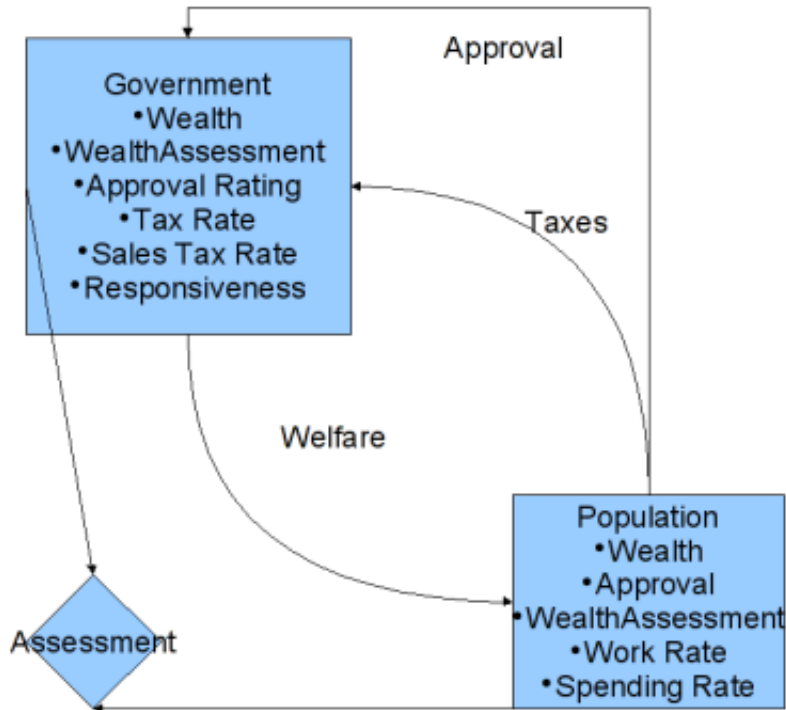 Approval
Government
•Wealth
•WealthAssessment
•Approval Rating
•Tax Rate
•Sales Tax Rate
•Responsiveness
Taxes
Welfare
Population
•Wealth
•Approval
•WealthAssessment
•Work Rate
•Spending Rate
Assessment